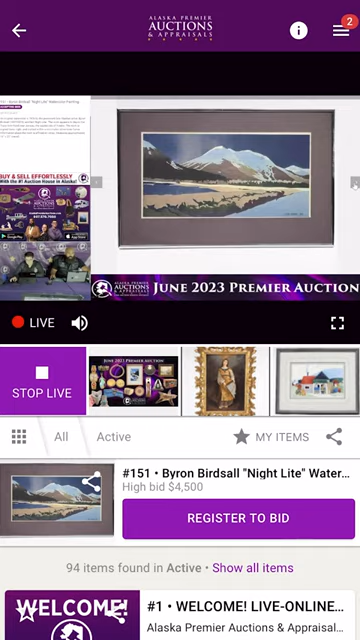 ALASKA PREMIER
AUCTIONS
& APPRAISALS
2
BUY & SELL EFFORTLESSLY
With the #1 Auction House in Alaska!
ALASKA PREMIER
AUCTIONS
& APPRAISALS
JUNE 2023 PREMIER AUCTION
LIVE
STOP LIVE
JUNE 2023 PREMIER AUCTION
All
Active
MY ITEMS
#151 • Byron Birdsall "Night Lite" Water...
High bid $4,500
REGISTER TO BID
94 items found in Active • Show all items
WELCOME!
#1 • WELCOME! LIVE-ONLINE...
Alaska Premier Auctions & Appraisal...